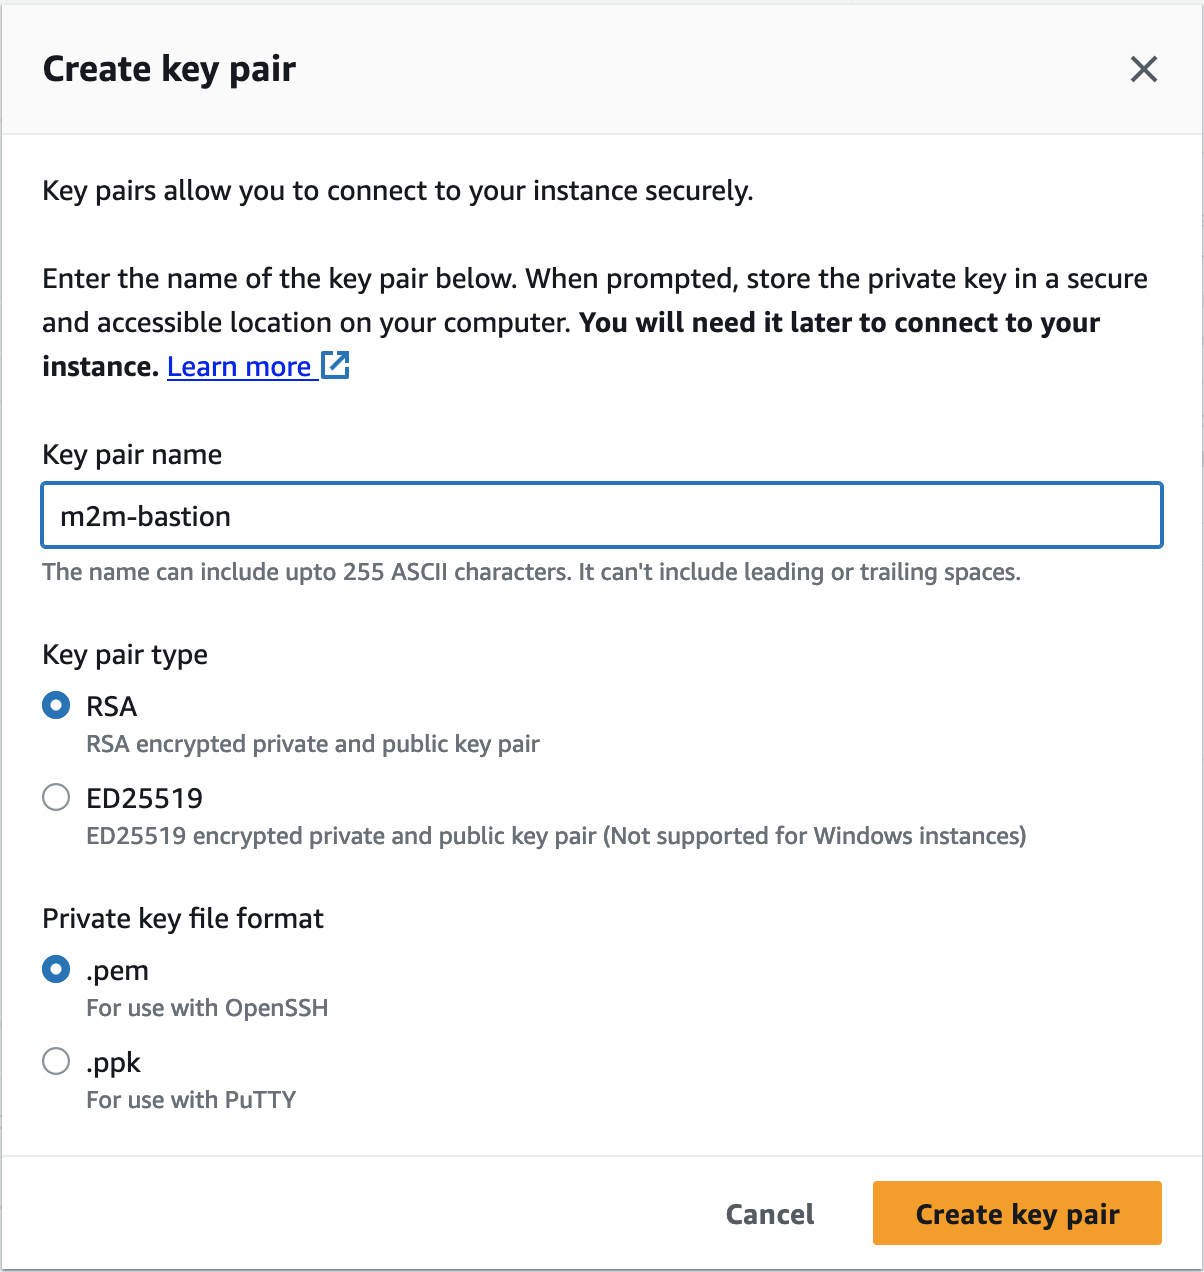 Create key pair
Key pairs allow you to connect to your instance securely.
Enter the name of the key pair below. When prompted, store the private key in a secure
and accessible location on your computer. You will need it later to connect to your
instance. Learn more
Key pair name
m2m-bastion
The name can include upto 255 ASCII characters. It can't include leading or trailing spaces.
Key pair type
RSA
RSA encrypted private and public key pair
ED25519
ED25519 encrypted private and public key pair (Not supported for Windows instances)
Private key file format
.pem
For use with OpenSSH
.ppk
For use with PuTTY
Cancel
Create key pair